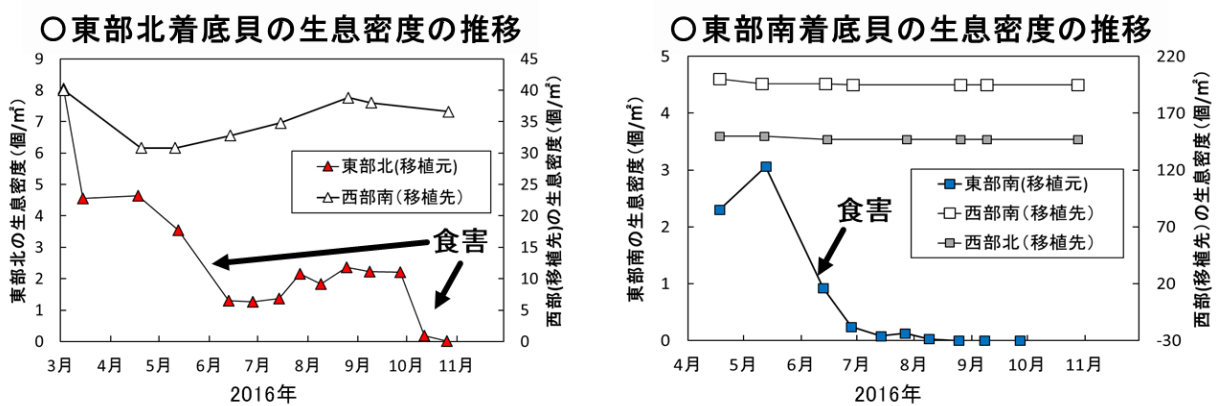 〇東部北着底貝の生息密度の推移
東部北の生息密度（個/㎡）
西部(移植先)の生息密度（個/㎡）
9
8
7
6
5
4
3
2
1
0
45
40
35
30
25
20
15
10
5
0
東部北(移植元)
西部南（移植先）
食害
3月 4月 5月 6月 7月 8月 9月 10月 11月
2016年
〇東部南着底貝の生息密度の推移
東部南の生息密度（個/㎡）
西部(移植先)の生息密度（個/㎡）
5
4
3
2
1
0
220
170
120
70
20
-30
東部南(移植元)
西部南（移植先）
西部北（移植先）
食害
4月 5月 6月 7月 8月 9月 10月 11月
2016年